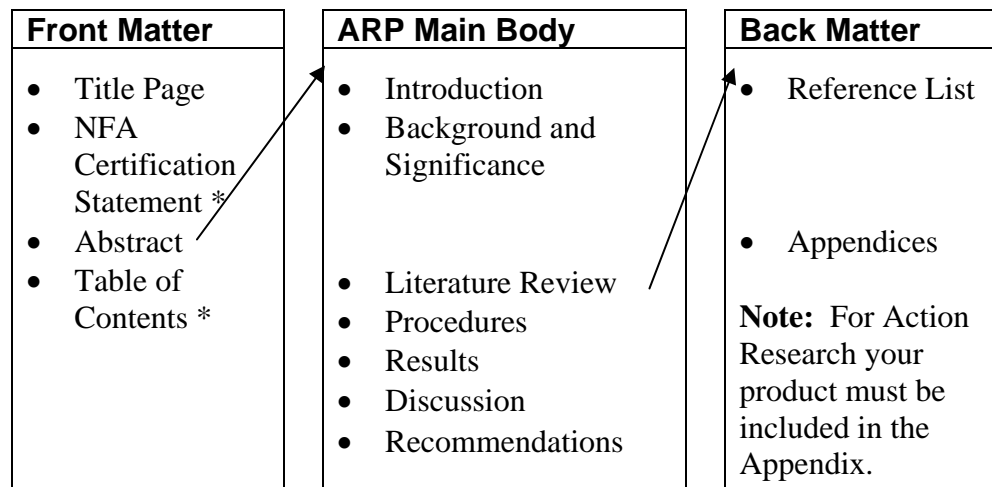 Front Matter
• Title Page
• NFA
Certification
Statement *
• Abstract
• Table of
Contents *
ARP Main Body
• Introduction
• Background and
Significance
• Literature Review
• Procedures
• Results
• Discussion
• Recommendations
Back Matter
• Reference List
• Appendices
Note: For Action
Research your
product must be
included in the
Appendix.